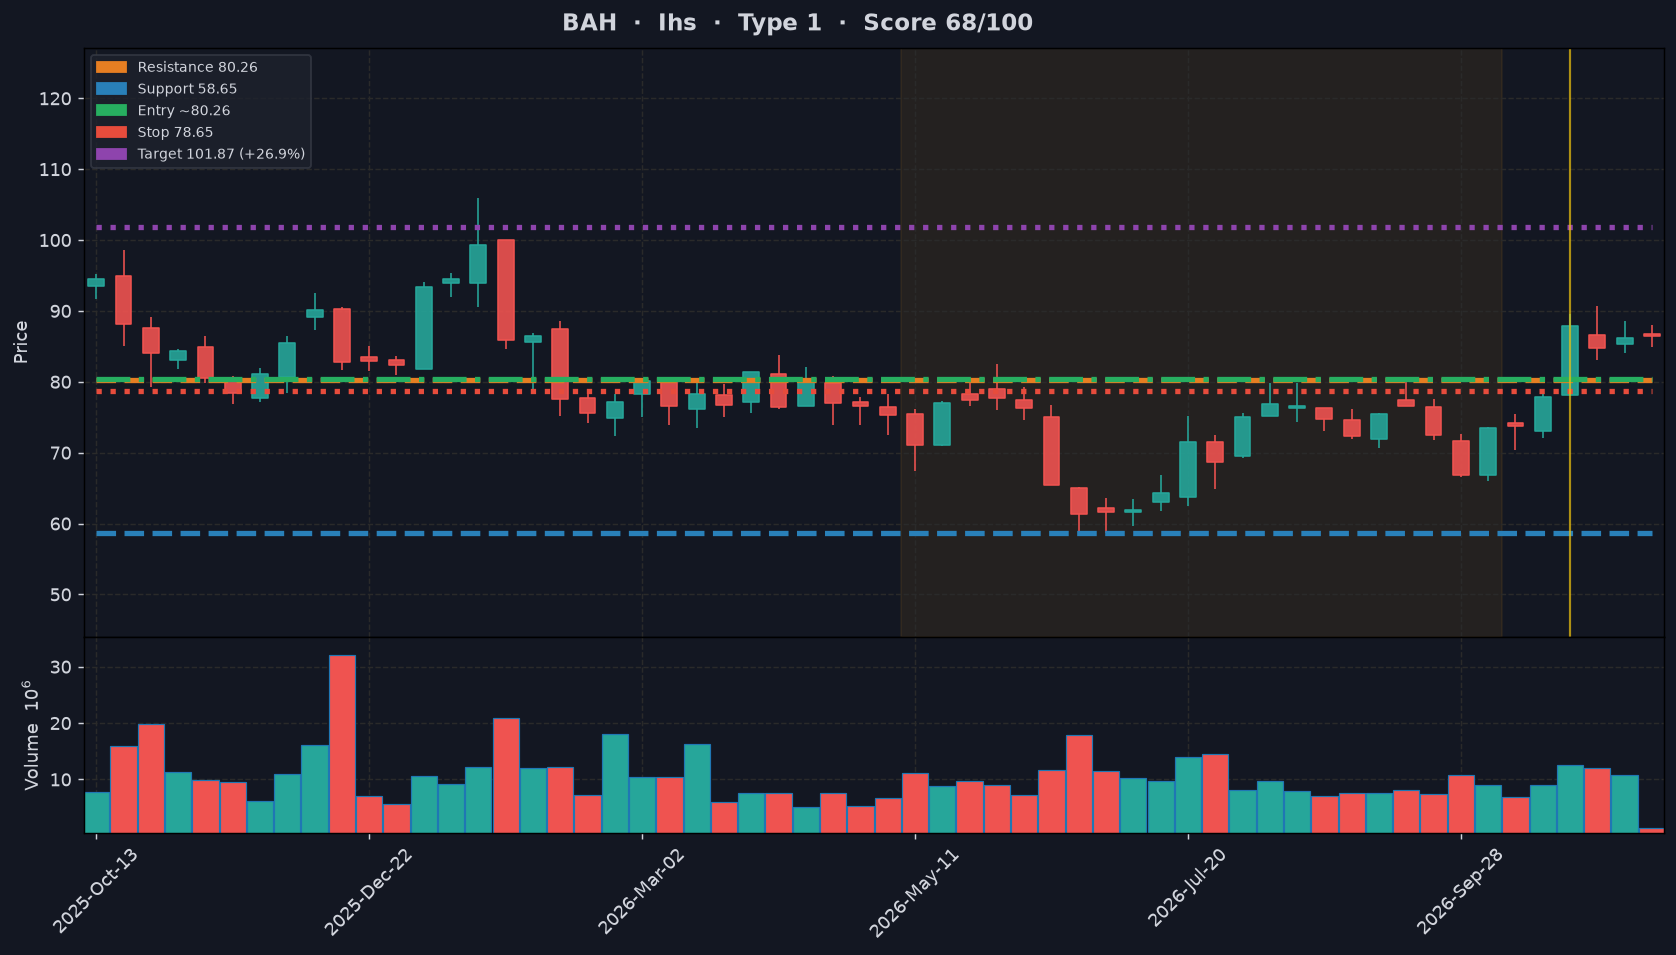 BAH · Ihs · Type 1 · Score 68/100
Resistance 80.26
Support 58.65
Entry ~80.26
Stop 78.65
Target 101.87 (+26.9%)
Price
120
110
100
90
80
70
60
50
Volume 10⁶
30
20
10
2025-Oct-13
2025-Dec-22
2026-Mar-02
2026-May-11
2026-Jul-20
2026-Sep-28